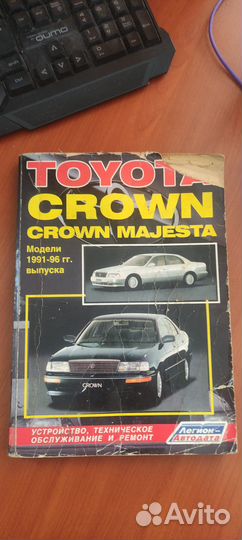 qumo
TOYOTA
CROWN
CROWN MAJESTA
Модели
1991-96 гг.
выпуска
CROWN
УСТРОЙСТВО, ТЕХНИЧЕСКОЕ
ОБСЛУЖИВАНИЕ И РЕМОНТ
Легион-
Автодата
Avito